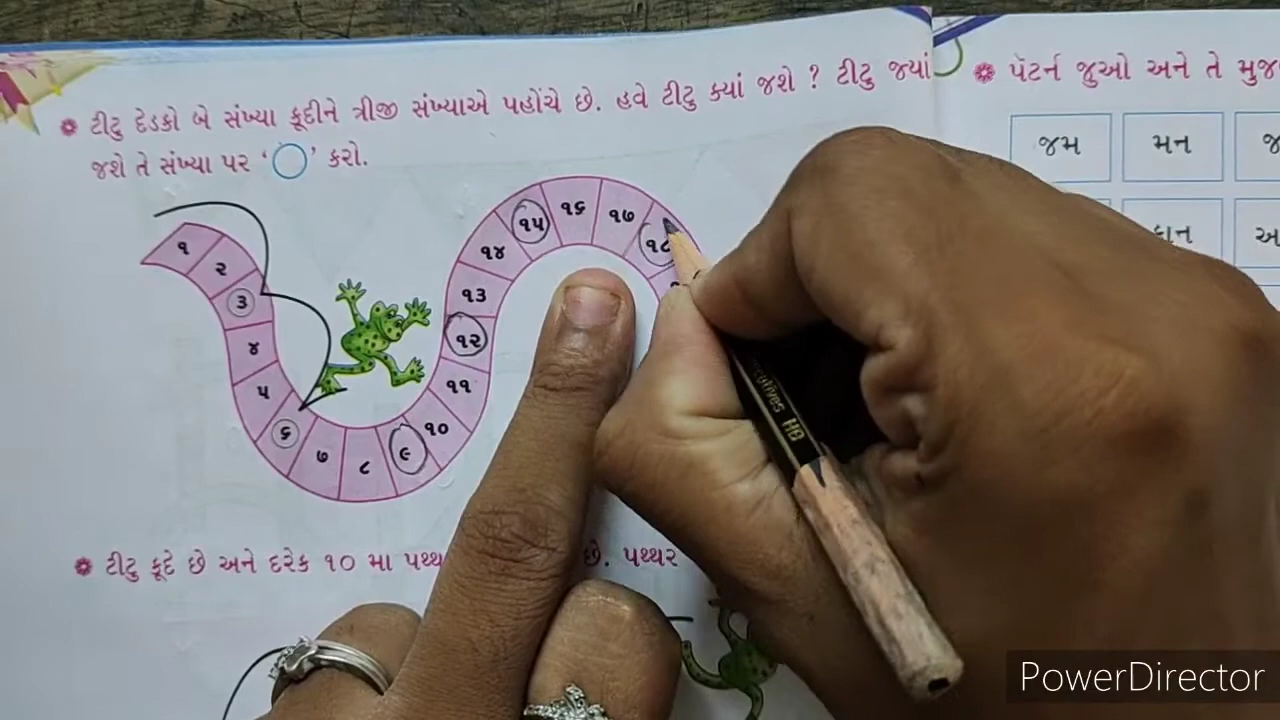 ટીટુ દેડકો બે સંખ્યા કૂદીને ત્રીજી સંખ્યાએ પહોંચે છે. હવે ટીટુ ક્યાં જશે ? ટીટુ જ્યાં
જશે તે સંખ્યા પર ‘◯’ કરો.
૧
૨
૩
૪
૫
૬
૭
૮
૯
૧૦
૧૧
૧૨
૧૩
૧૪
૧૫
૧૬
૧૭
૧૮
ટીટુ કૂદે છે અને દરેક ૧૦ મા છે. પથ્થર
પૅટર્ન જુઓ અને તે
જમ મન
HB
PowerDirector